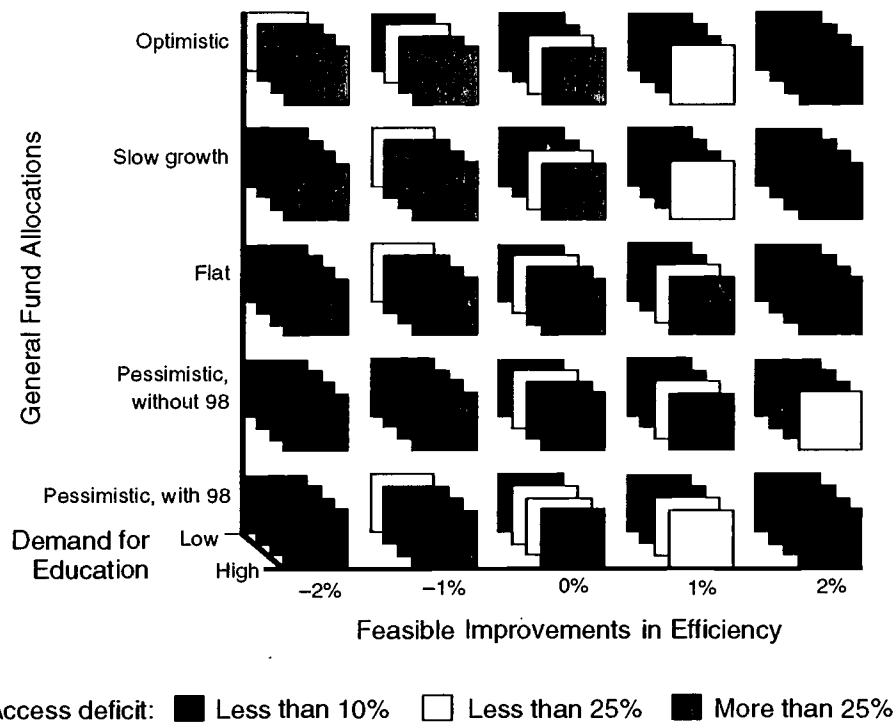 Optimistic
Slow growth
Flat
Pessimistic,
without 98
Pessimistic, with 98
General Fund Allocations
Demand for
Education
Low
High
−2%
−1%
0%
1%
2%
Feasible Improvements in Efficiency
Access deficit: Less than 10% Less than 25% More than 25%